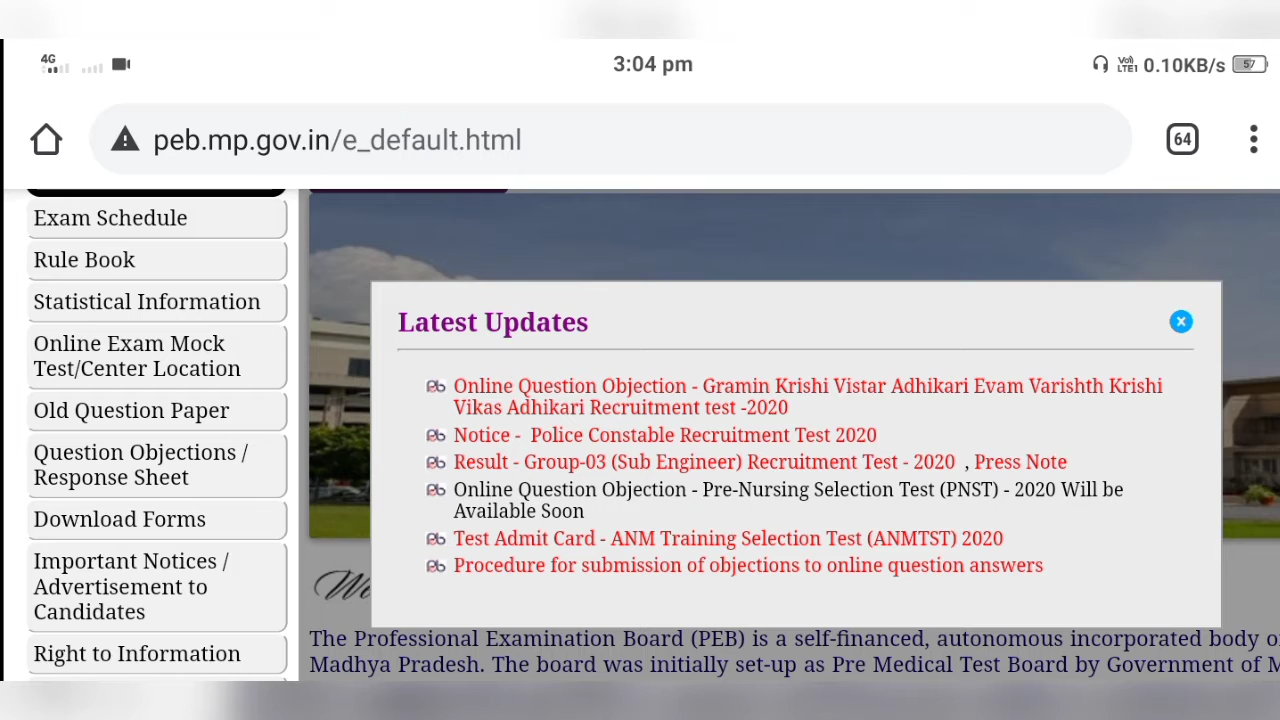 4G 3:04 pm Vo) LTE1 0.10KB/s 57
peb.mp.gov.in/e_default.html 64
Exam Schedule
Rule Book
Statistical Information
Online Exam Mock
Test/Center Location
Old Question Paper
Question Objections /
Response Sheet
Download Forms
Important Notices /
Advertisement to
Candidates
Right to Information
Latest Updates
Online Question Objection - Gramin Krishi Vistar Adhikari Evam Varishth Krishi
Vikas Adhikari Recruitment test -2020
Notice - Police Constable Recruitment Test 2020
Result - Group-03 (Sub Engineer) Recruitment Test - 2020 , Press Note
Online Question Objection - Pre-Nursing Selection Test (PNST) - 2020 Will be
Available Soon
Test Admit Card - ANM Training Selection Test (ANMTST) 2020
Procedure for submission of objections to online question answers
The Professional Examination Board (PEB) is a self-financed, autonomous incorporated body o
Madhya Pradesh. The board was initially set-up as Pre Medical Test Board by Government of M